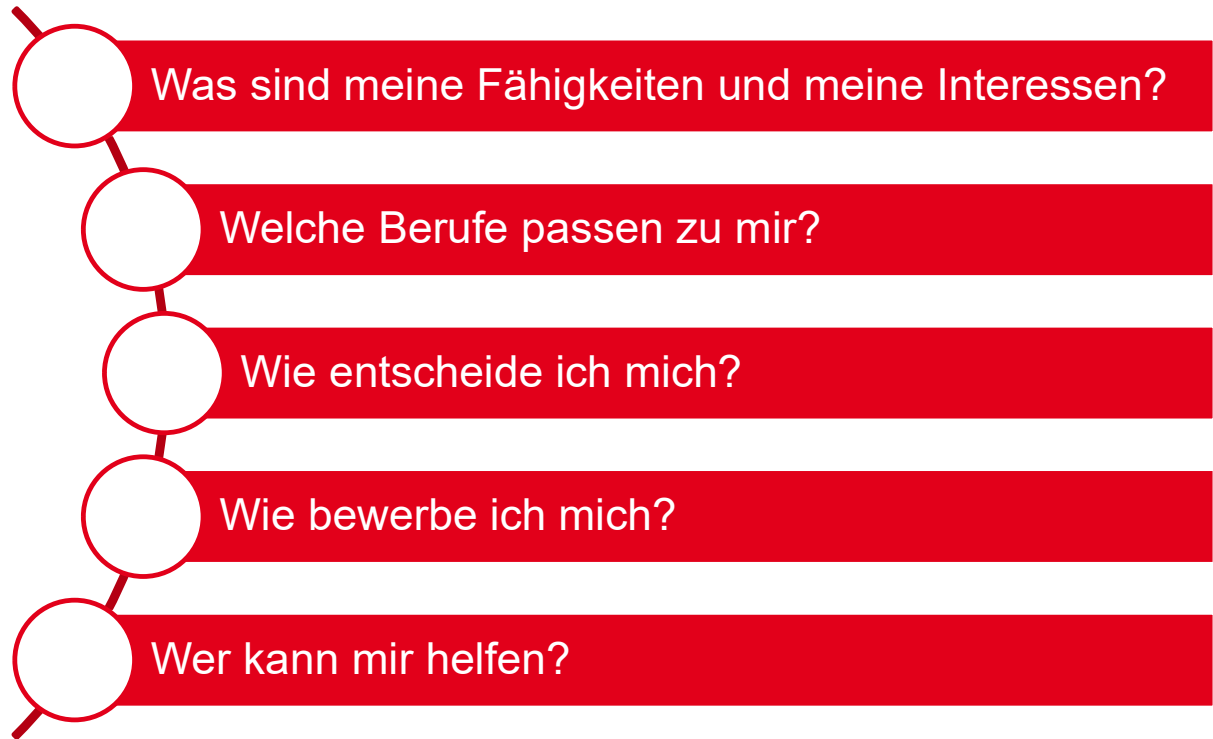 Was sind meine Fähigkeiten und meine Interessen?
Welche Berufe passen zu mir?
Wie entscheide ich mich?
Wie bewerbe ich mich?
Wer kann mir helfen?